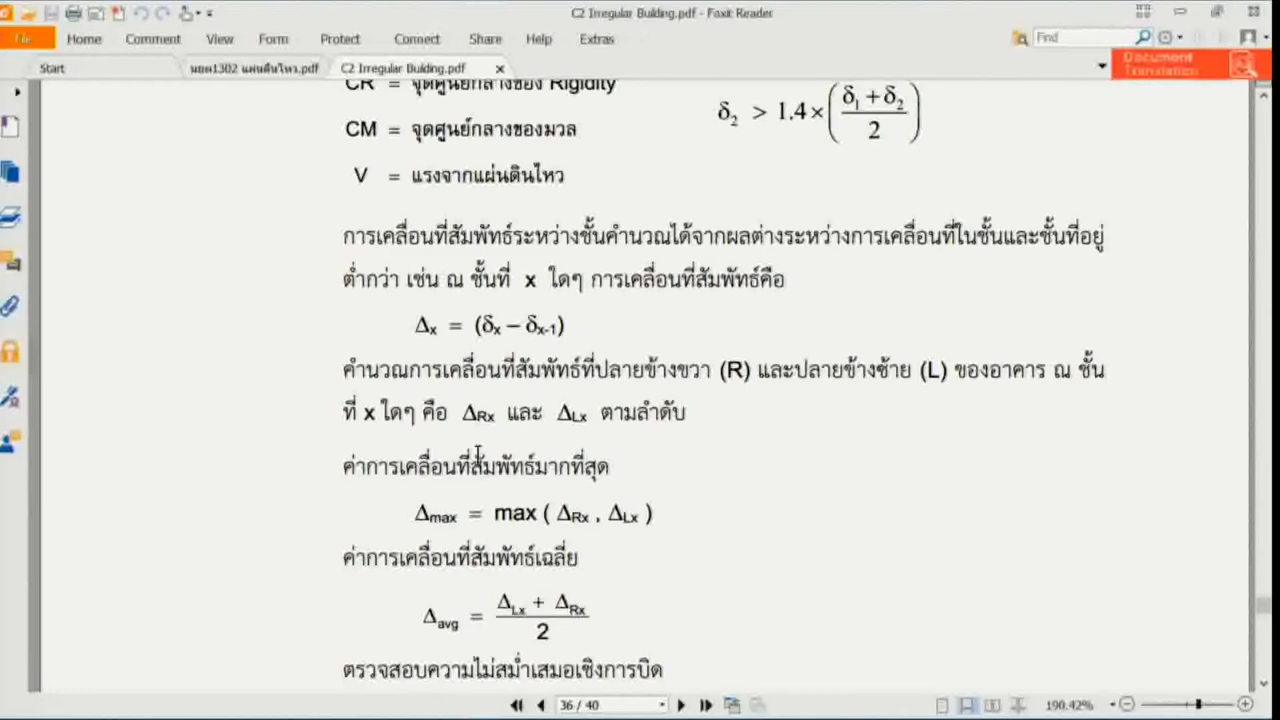 C2 Irregular Building.pdf - Foxit Reader
File Home Comment View Form Protect Connect Share Help Extras Find
Start มยผ1302 แผ่นดินไหว.pdf C2 Irregular Building.pdf Document Translation
CR = จุดศูนย์กลางของ Rigidity
δ2 > 1.4 × ( (δ1 + δ2) / 2 )
CM = จุดศูนย์กลางของมวล
V = แรงจากแผ่นดินไหว
การเคลื่อนที่สัมพัทธ์ระหว่างชั้นคำนวณได้จากผลต่างระหว่างการเคลื่อนที่ในชั้นและชั้นที่อยู่
ต่ำกว่า เช่น ณ ชั้นที่ x ใดๆ การเคลื่อนที่สัมพัทธ์คือ
Δx = (δx – δx-1)
คำนวณการเคลื่อนที่สัมพัทธ์ที่ปลายข้างขวา (R) และปลายข้างซ้าย (L) ของอาคาร ณ ชั้น
ที่ x ใดๆ คือ ΔRx และ ΔLx ตามลำดับ
ค่าการเคลื่อนที่สัมพัทธ์มากที่สุด
Δmax = max ( ΔRx , ΔLx )
ค่าการเคลื่อนที่สัมพัทธ์เฉลี่ย
Δavg = (ΔLx + ΔRx) / 2
ตรวจสอบความไม่สม่ำเสมอเชิงการบิด
36 / 40 190.42%